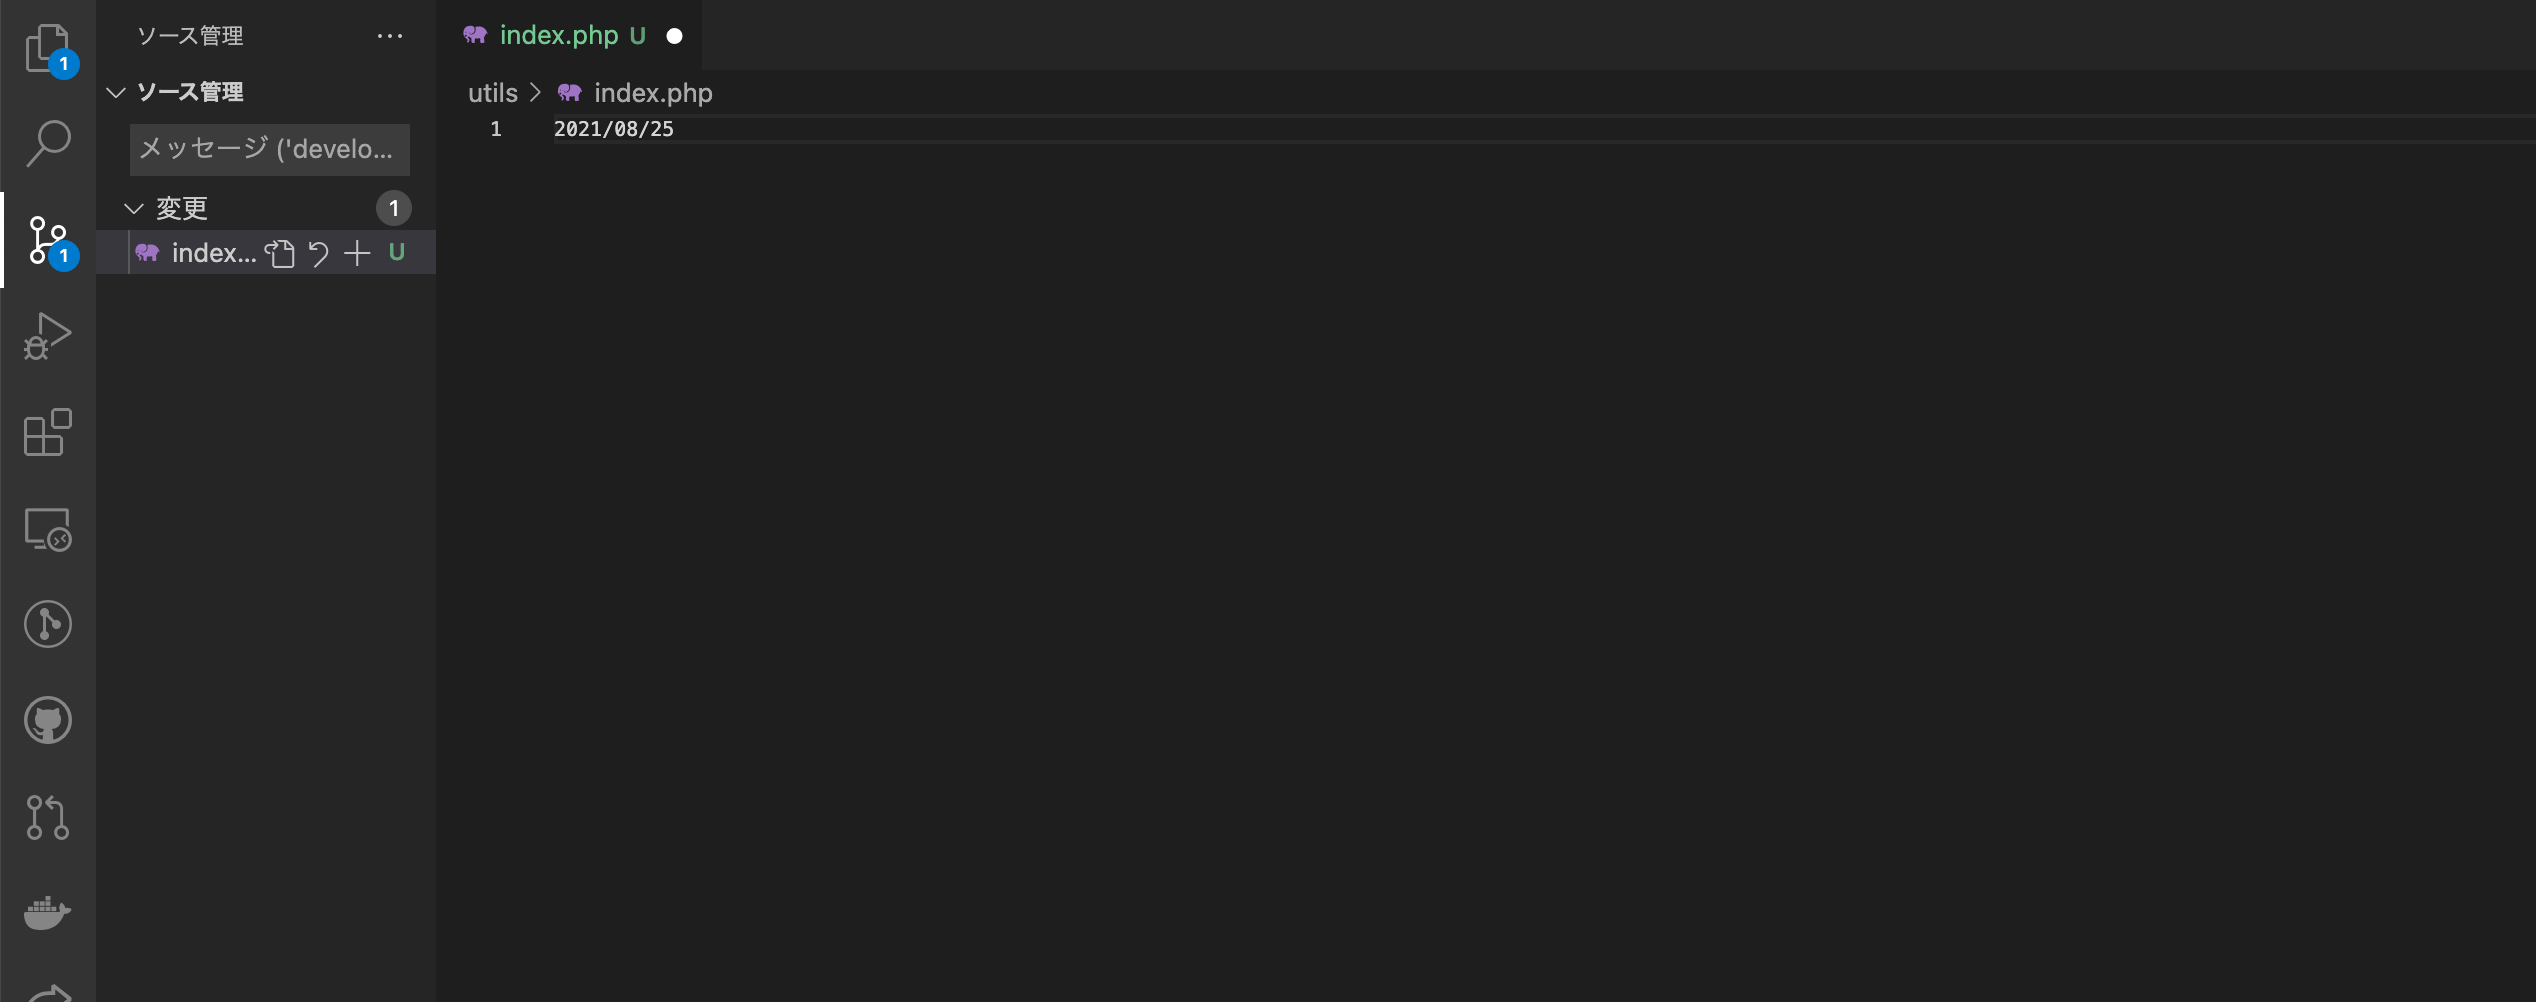 1
1
ソース管理
ソース管理
メッセージ ('develo...
変更 1
index... U
index.php U
utils > index.php
1 2021/08/25